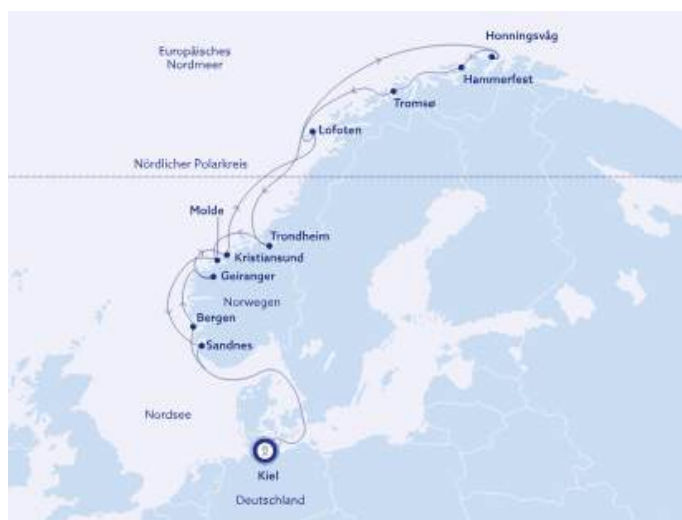 Honningsvåg
Europäisches
Nordmeer
Hammerfest
Tromsø
Lofoten
Nördlicher Polarkreis
Molde
Trondheim
Kristiansund
Geiranger
Norwegen
Bergen
Sandnes
Nordsee
Kiel
Deutschland